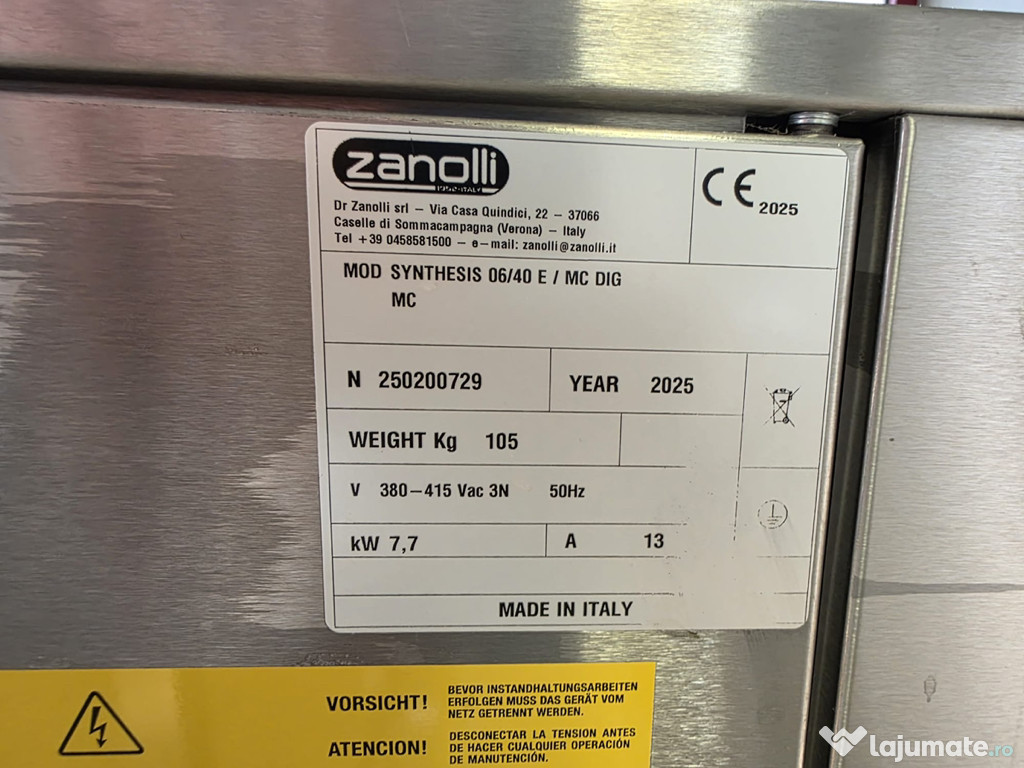 zanolli
1952-ITALY
Dr Zanolli srl – Via Casa Quindici, 22 – 37066
Caselle di Sommacampagna (Verona) – Italy
Tel +39 0458581500 – e–mail: zanolli@zanolli.it
CE 2025
MOD SYNTHESIS 06/40 E / MC DIG
MC
N 250200729
YEAR 2025
WEIGHT Kg 105
V 380–415 Vac 3N 50Hz
kW 7,7
A 13
MADE IN ITALY
VORSICHT!
BEVOR INSTANDHALTUNGSARBEITEN
ERFOLGEN MUSS DAS GERÄT VOM
NETZ GETRENNT WERDEN.
ATENCION!
DESCONECTAR LA TENSION ANTES
DE HACER CUALQUIER OPERACIÓN
DE MANUTENCIÓN.
lajumate.ro